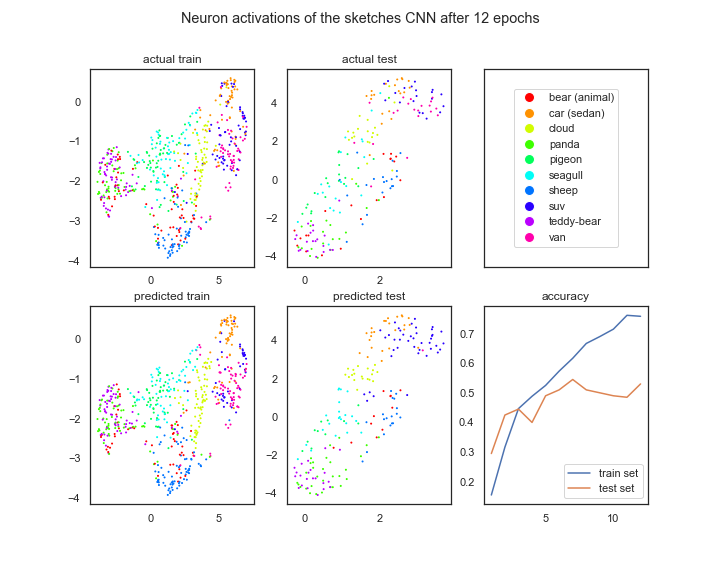 Neuron activations of the sketches CNN after 12 epochs
actual train
0
−1
−2
−3
−4
0
5
actual test
4
2
0
−2
−4
0
2
bear (animal)
car (sedan)
cloud
panda
pigeon
seagull
sheep
suv
teddy-bear
van
predicted train
0
−1
−2
−3
−4
0
5
predicted test
4
2
0
−2
−4
0
2
accuracy
0.7
0.6
0.5
0.4
0.3
0.2
5
10
train set
test set